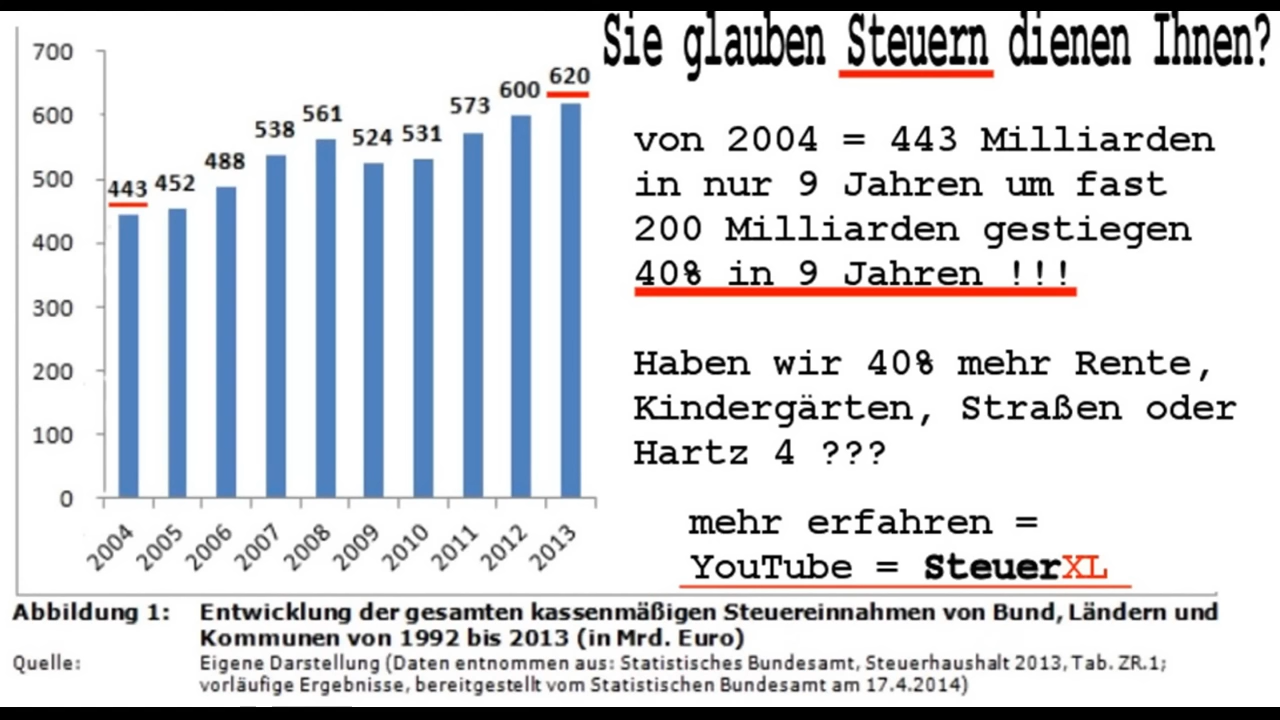 Sie glauben Steuern dienen Ihnen?
700
600
500
400
300
200
100
0
443
452
488
538
561
524
531
573
600
620
2004
2005
2006
2007
2008
2009
2010
2011
2012
2013
von 2004 = 443 Milliarden
in nur 9 Jahren um fast
200 Milliarden gestiegen
40% in 9 Jahren !!!
Haben wir 40% mehr Rente,
Kindergärten, Straßen oder
Hartz 4 ???
mehr erfahren =
YouTube = SteuerXL
Abbildung 1: Entwicklung der gesamten kassenmäßigen Steuereinnahmen von Bund, Ländern und
Kommunen von 1992 bis 2013 (in Mrd. Euro)
Quelle: Eigene Darstellung (Daten entnommen aus: Statistisches Bundesamt, Steuerhaushalt 2013, Tab. ZR.1;
vorläufige Ergebnisse, bereitgestellt vom Statistischen Bundesamt am 17.4.2014)